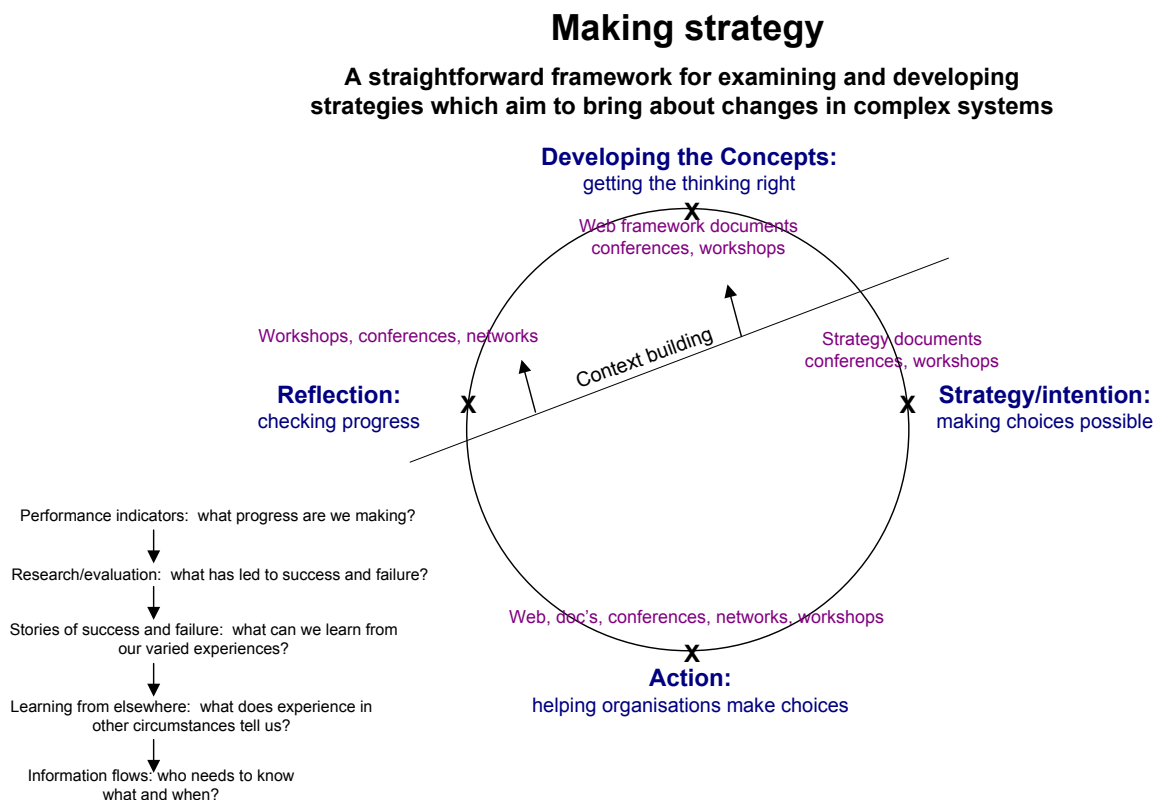 Making strategy
A straightforward framework for examining and developing
strategies which aim to bring about changes in complex systems
Developing the Concepts:
getting the thinking right
X
Web framework documents
conferences, workshops
Workshops, conferences, networks
Context building
Strategy documents
conferences, workshops
Reflection:
checking progress
X
X
Strategy/intention:
making choices possible
Performance indicators:  what progress are we making?
Research/evaluation:  what has led to success and failure?
Stories of success and failure:  what can we learn from
our varied experiences?
Learning from elsewhere:  what does experience in
other circumstances tell us?
Information flows: who needs to know
what and when?
Web, doc's, conferences, networks, workshops
X
Action:
helping organisations make choices